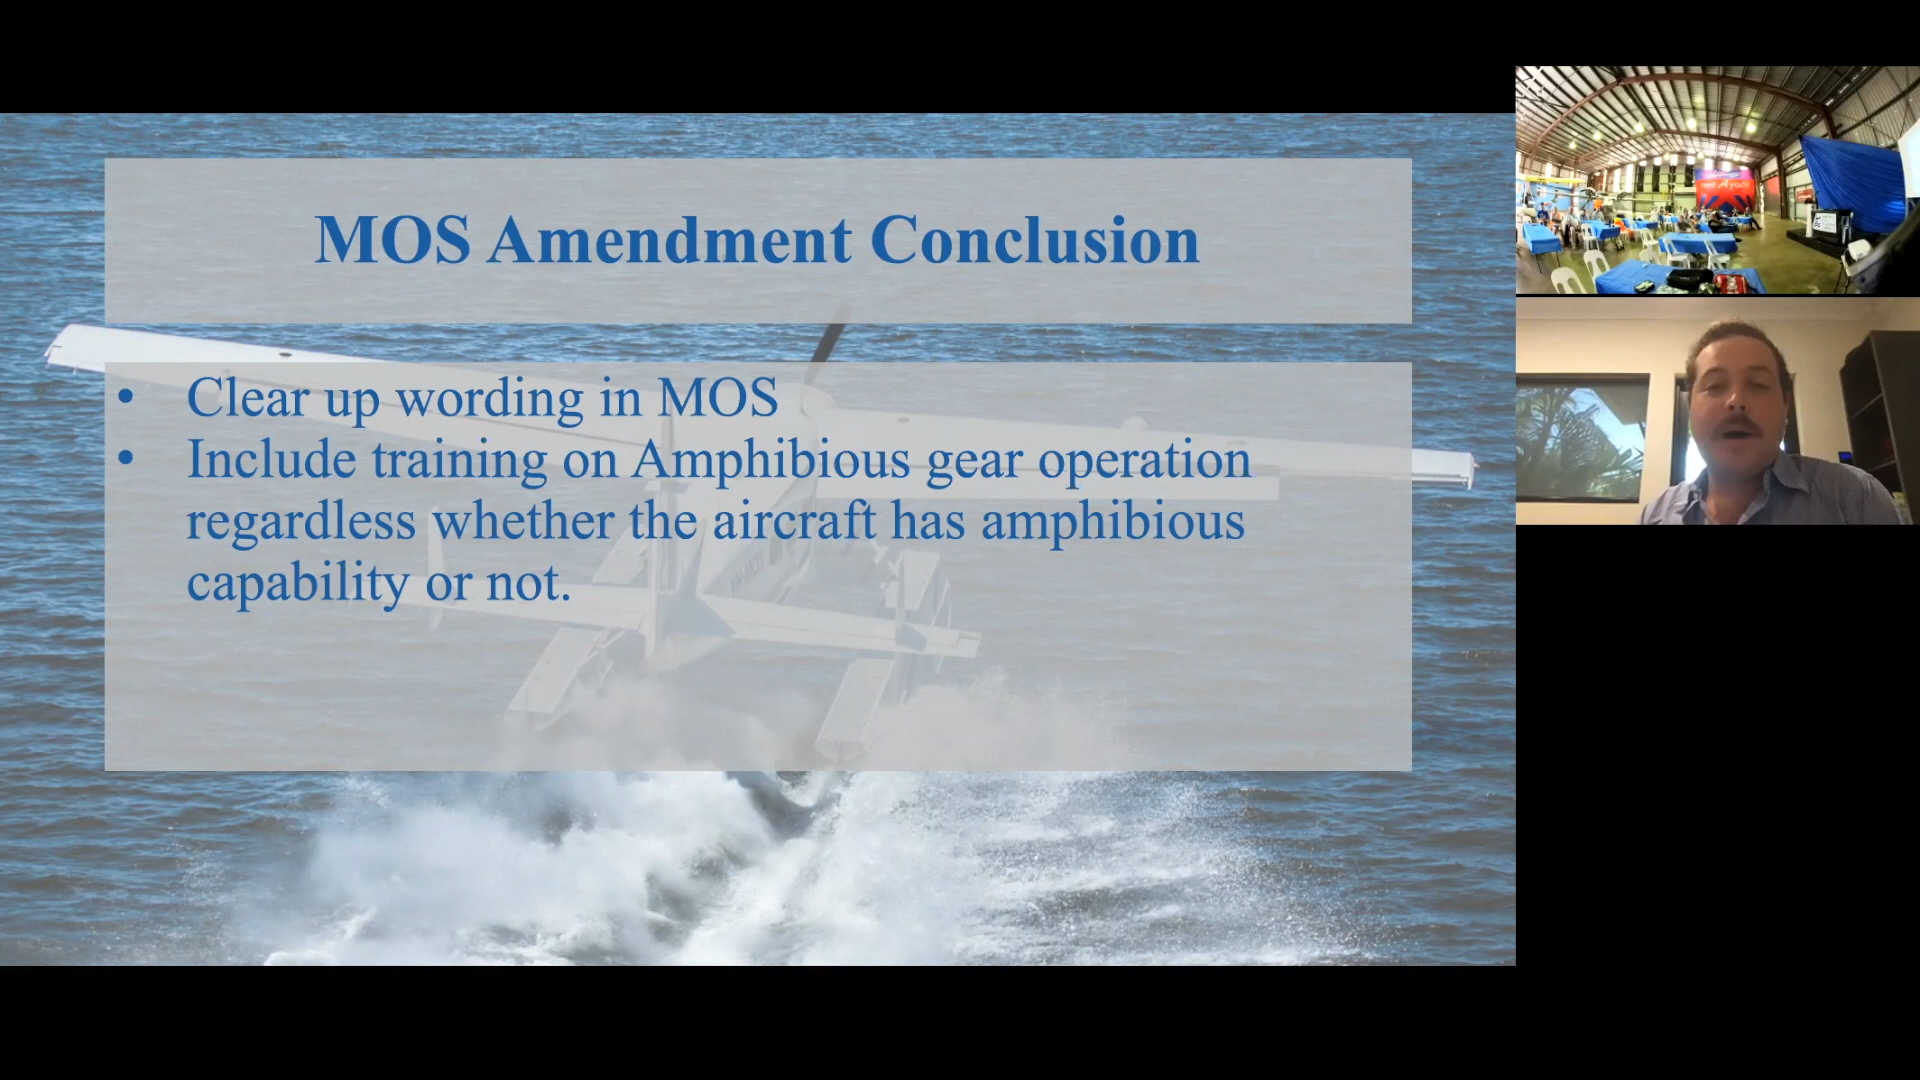 MOS Amendment Conclusion
• Clear up wording in MOS
• Include training on Amphibious gear operation
regardless whether the aircraft has amphibious
capability or not.